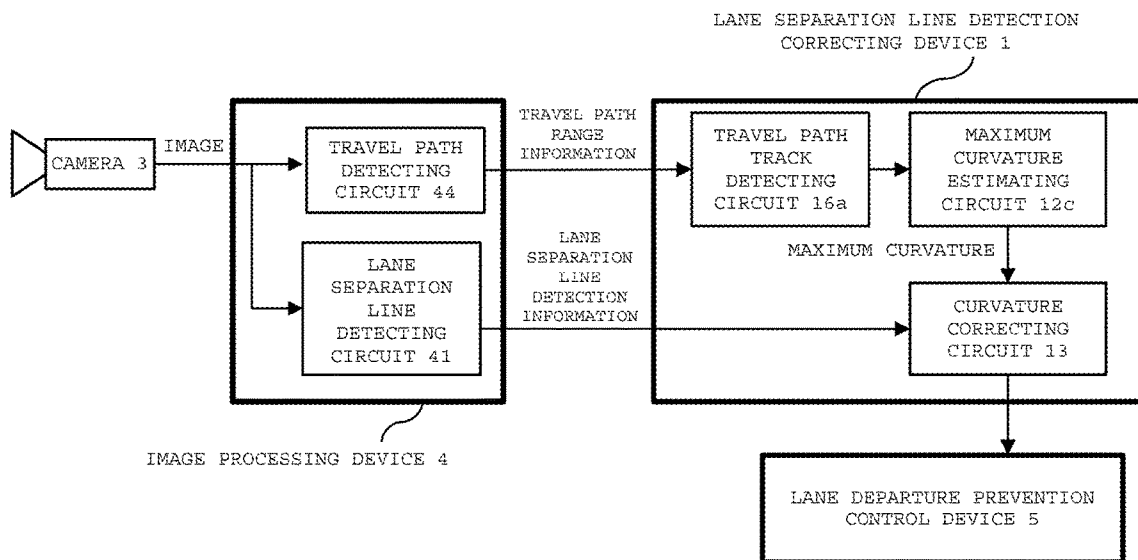 LANE SEPARATION LINE DETECTION
CORRECTING DEVICE 1
CAMERA 3
IMAGE
TRAVEL PATH
DETECTING
CIRCUIT 44
TRAVEL PATH
RANGE
INFORMATION
TRAVEL PATH
TRACK
DETECTING
CIRCUIT 16a
MAXIMUM
CURVATURE
ESTIMATING
CIRCUIT 12c
MAXIMUM CURVATURE
LANE
SEPARATION
LINE
DETECTING
CIRCUIT 41
LANE
SEPARATION
LINE
DETECTION
INFORMATION
CURVATURE
CORRECTING
CIRCUIT 13
IMAGE PROCESSING DEVICE 4
LANE DEPARTURE PREVENTION
CONTROL DEVICE 5